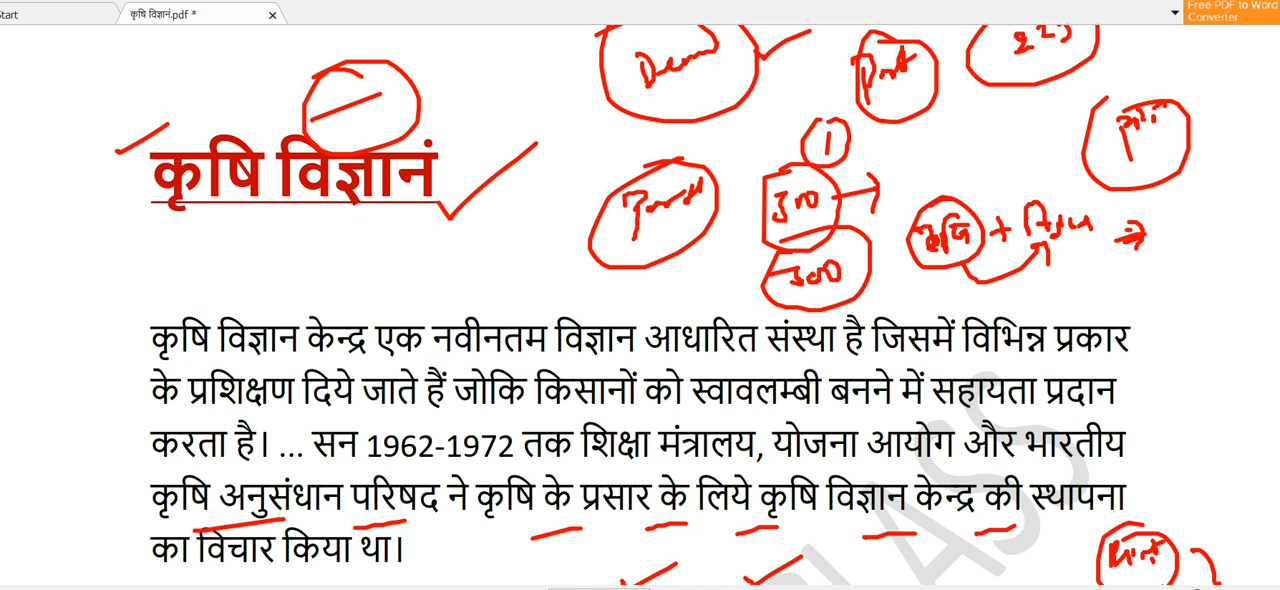 Start
कृषि विज्ञानं.pdf *
Free PDF to Word
Converter
1
300
300
कृषि विज्ञानं
कृषि + विज्ञान
कृषि विज्ञान केन्द्र एक नवीनतम विज्ञान आधारित संस्था है जिसमें विभिन्न प्रकार
के प्रशिक्षण दिये जाते हैं जोकि किसानों को स्वावलम्बी बनने में सहायता प्रदान
करता है। ... सन 1962-1972 तक शिक्षा मंत्रालय, योजना आयोग और भारतीय
कृषि अनुसंधान परिषद ने कृषि के प्रसार के लिये कृषि विज्ञान केन्द्र की स्थापना
का विचार किया था।